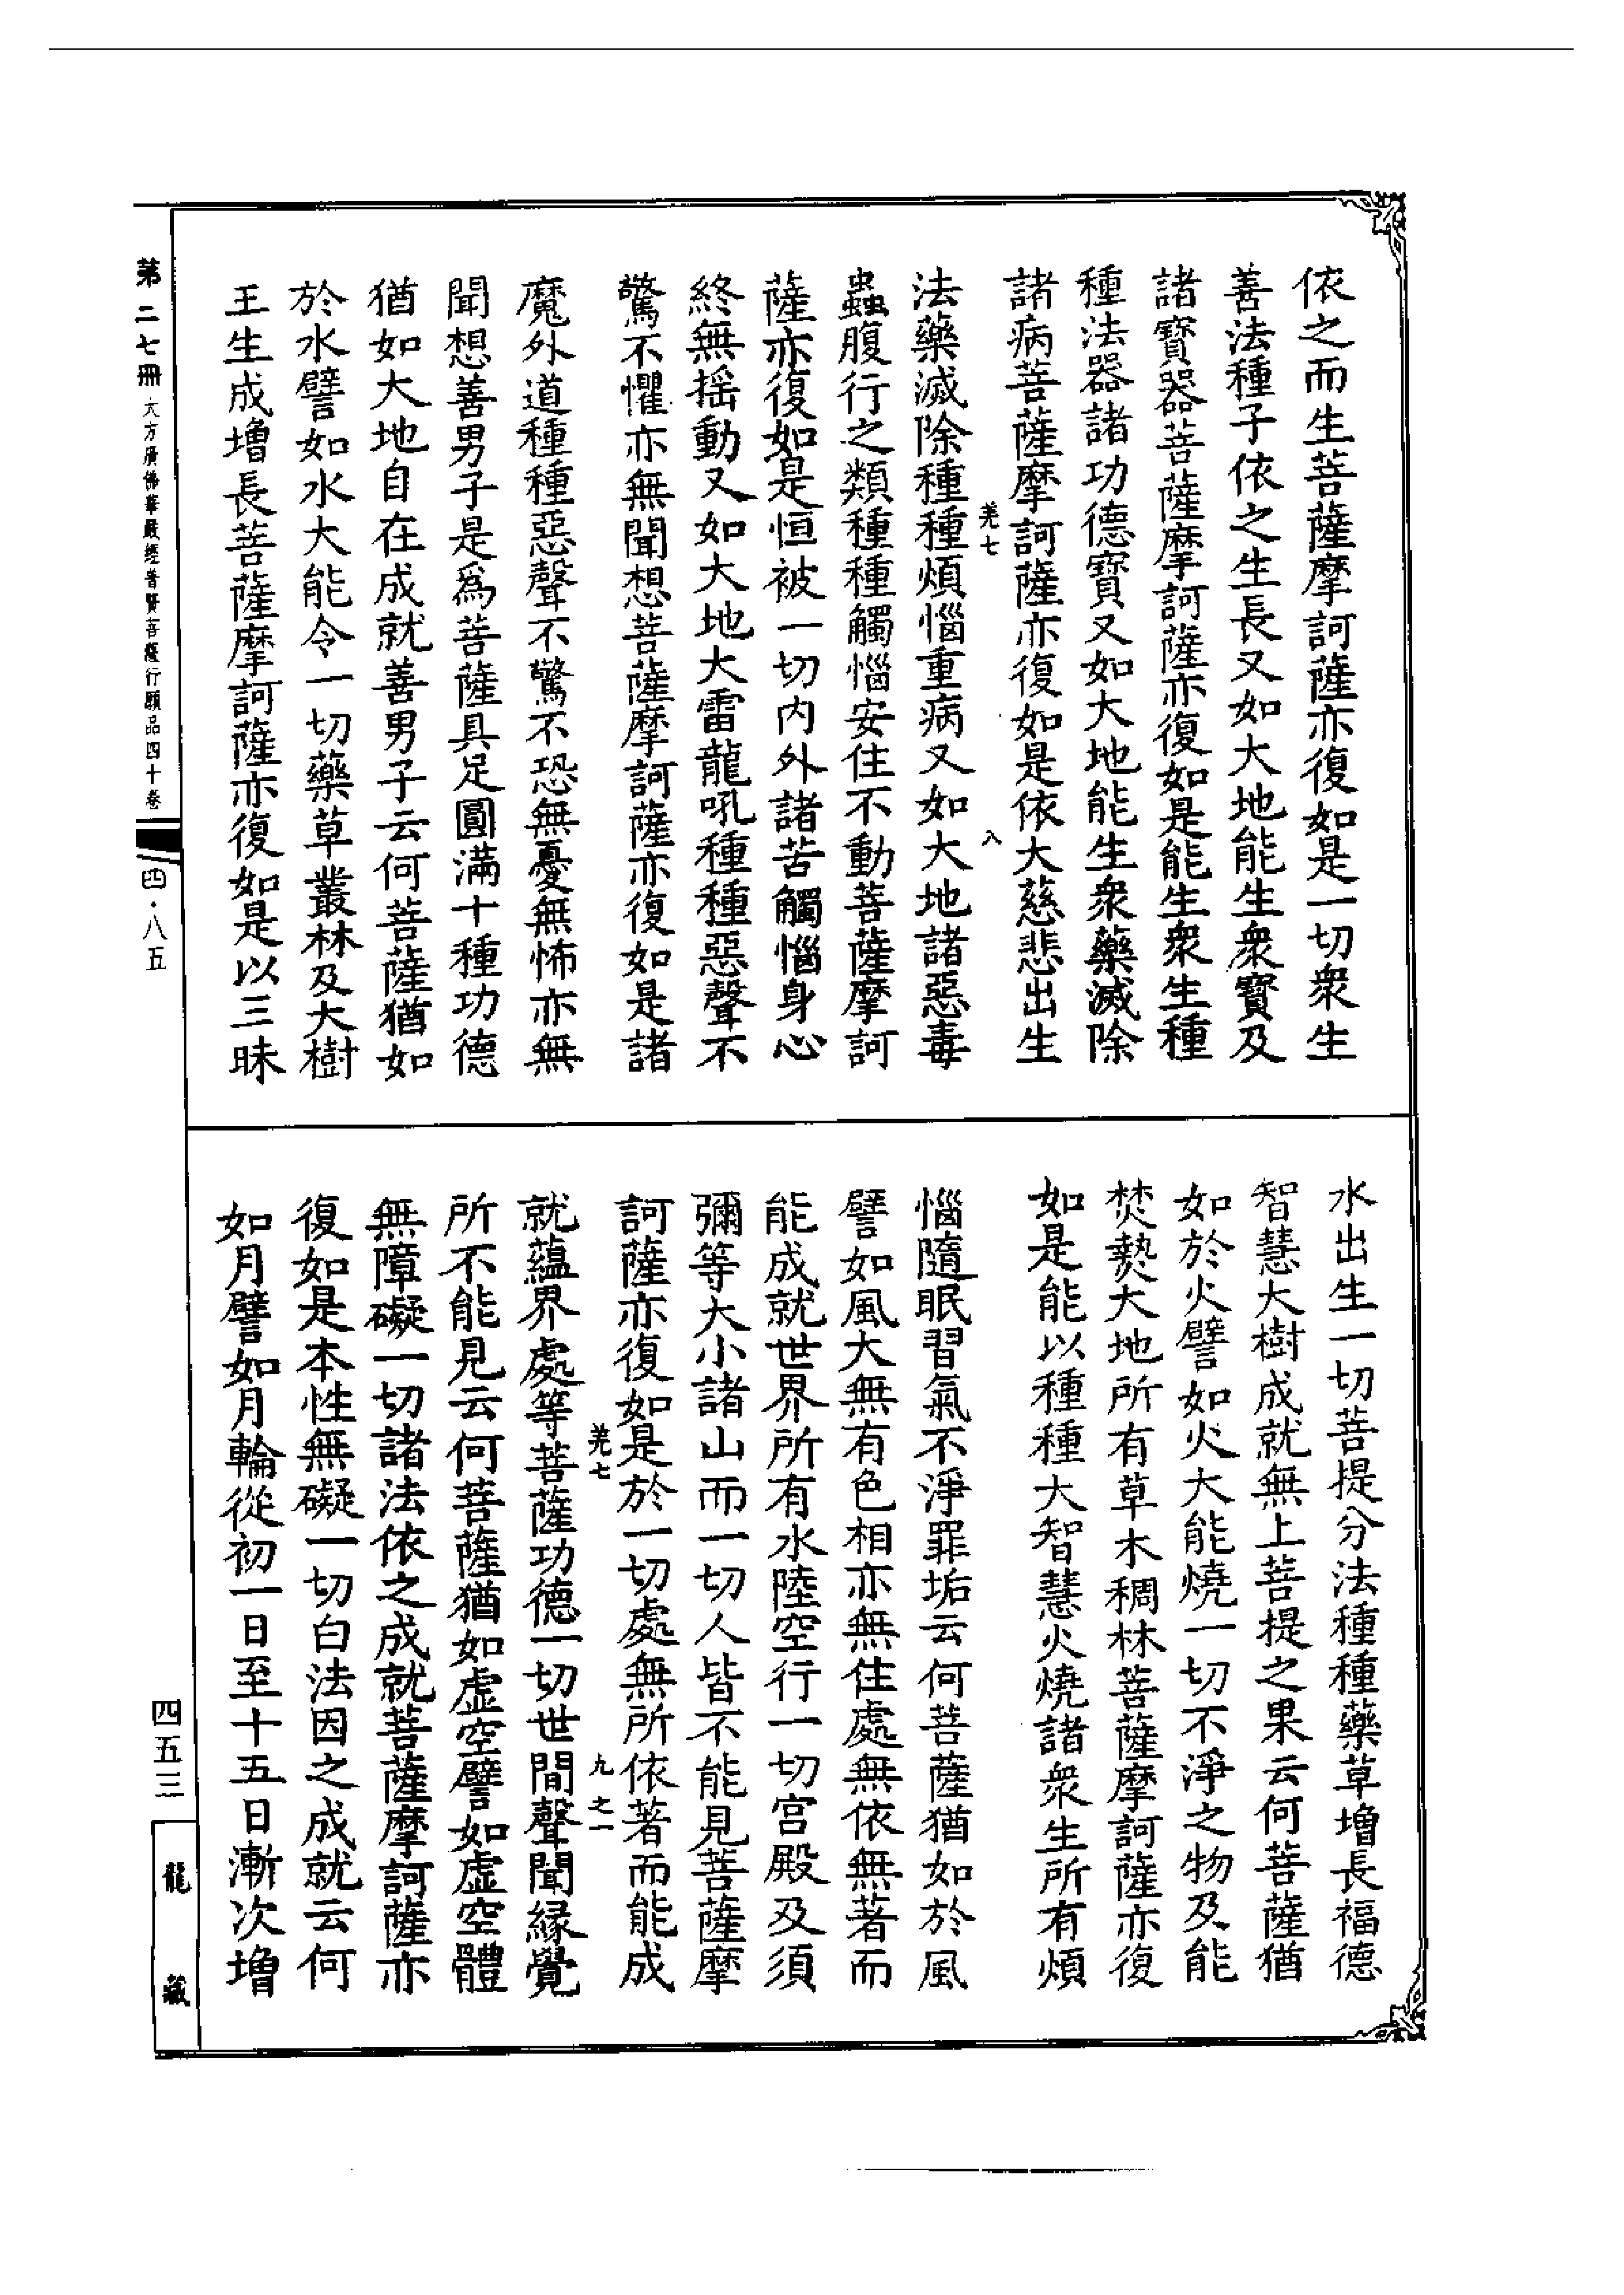 依之而生菩薩摩訶薩亦復如是一切衆生
善法種子依之生長又如大地能生衆寶及
諸寶器菩薩摩訶薩亦復如是能生衆生種
種法器諸功德寶又如大地能生衆藥滅除
諸病菩薩摩訶薩亦復如是依大慈悲出生
羌七 八
法藥滅除種種煩惱重病又如大地諸惡毒
蟲腹行之類種種觸惱安住不動菩薩摩訶
薩亦復如是恒被一切内外諸苦觸惱身心
終無摇動又如大地大雷龍吼種種惡聲不
驚不懼亦無聞想菩薩摩訶薩亦復如是諸
魔外道種種惡聲不驚不恐無憂無怖亦無
聞想善男子是爲菩薩具足圓滿十種功德
猶如大地自在成就善男子云何菩薩猶如
於水譬如水大能令一切藥草叢林及大樹
王生成增長菩薩摩訶薩亦復如是以三昧
水出生一切菩提分法種種藥草增長福德
智慧大樹成就無上菩提之果云何菩薩猶
如於火譬如火大能燒一切不淨之物及能
焚爇大地所有草木稠林菩薩摩訶薩亦復
如是能以種種大智慧火燒諸衆生所有煩
惱隨眠習氣不淨罪垢云何菩薩猶如於風
譬如風大無有色相亦無住處無依無著而
能成就世界所有水陸空行一切宫殿及須
彌等大小諸山而一切人皆不能見菩薩摩
訶薩亦復如是於一切處無所依著而能成
羌七 九之一
就蘊界處等菩薩功德一切世間聲聞緣覺
所不能見云何菩薩猶如虚空譬如虚空體
無障礙一切諸法依之成就菩薩摩訶薩亦
復如是本性無礙一切白法因之成就云何
如月譬如月輪從初一日至十五日漸次增
第二七冊 大方廣佛華嚴經普賢菩薩行願品四十卷
四·八五
四五三
龍藏